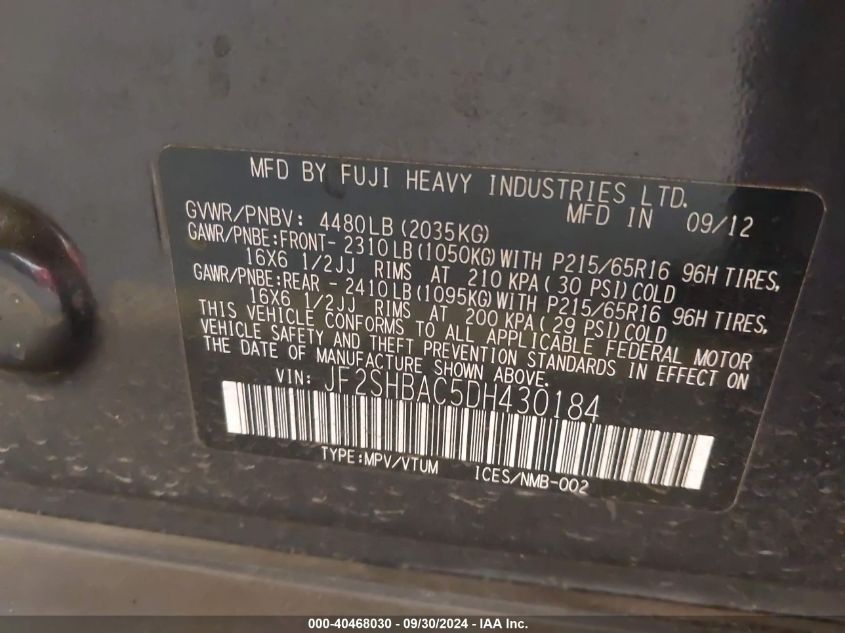 MFD BY FUJI HEAVY INDUSTRIES LTD.
MFD IN 09/12
GVWR/PNBV: 4480LB(2035KG)
GAWR/PNBE:FRONT- 2310LB(1050KG)WITH P215/65R16 96H TIRES,
16X6 1/2JJ RIMS AT 210 KPA( 30 PSI)COLD
GAWR/PNBE:REAR - 2410LB(1095KG)WITH P215/65R16 96H TIRES,
16X6 1/2JJ RIMS AT 200 KPA( 29 PSI)COLD
THIS VEHICLE CONFORMS TO ALL APPLICABLE FEDERAL MOTOR
VEHICLE SAFETY AND THEFT PREVENTION STANDARDS IN EFFECT ON
THE DATE OF MANUFACTURE SHOWN ABOVE.
VIN: JF2SHBAC5DH430184
TYPE:MPV/VTUM ICES/NMB-002
000-40468030 - 09/30/2024 - IAA Inc.